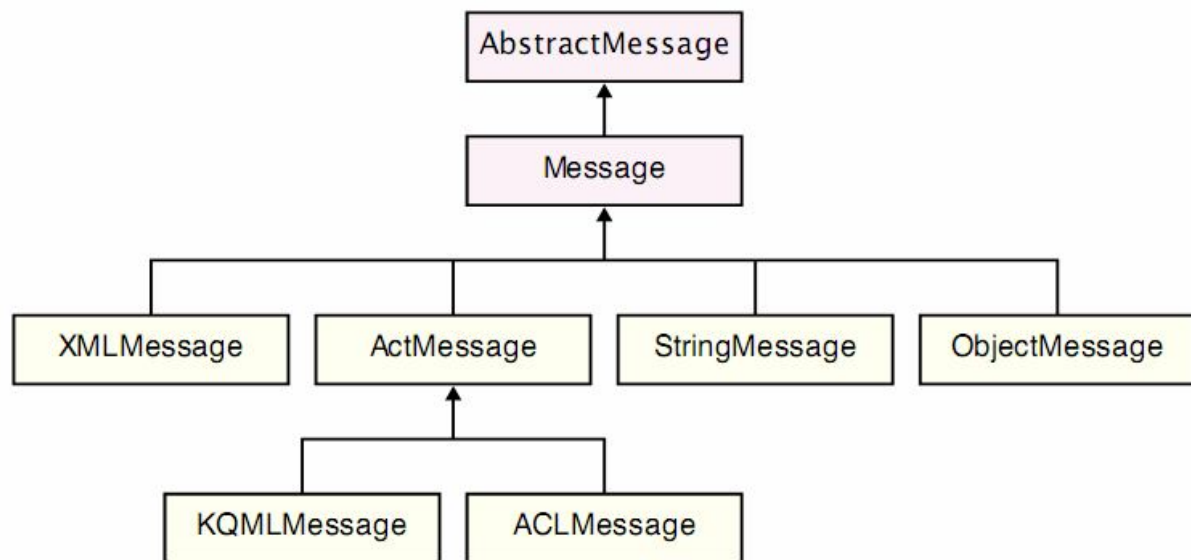 AbstractMessage
Message
XMLMessage
ActMessage
StringMessage
ObjectMessage
KQMLMessage
ACLMessage